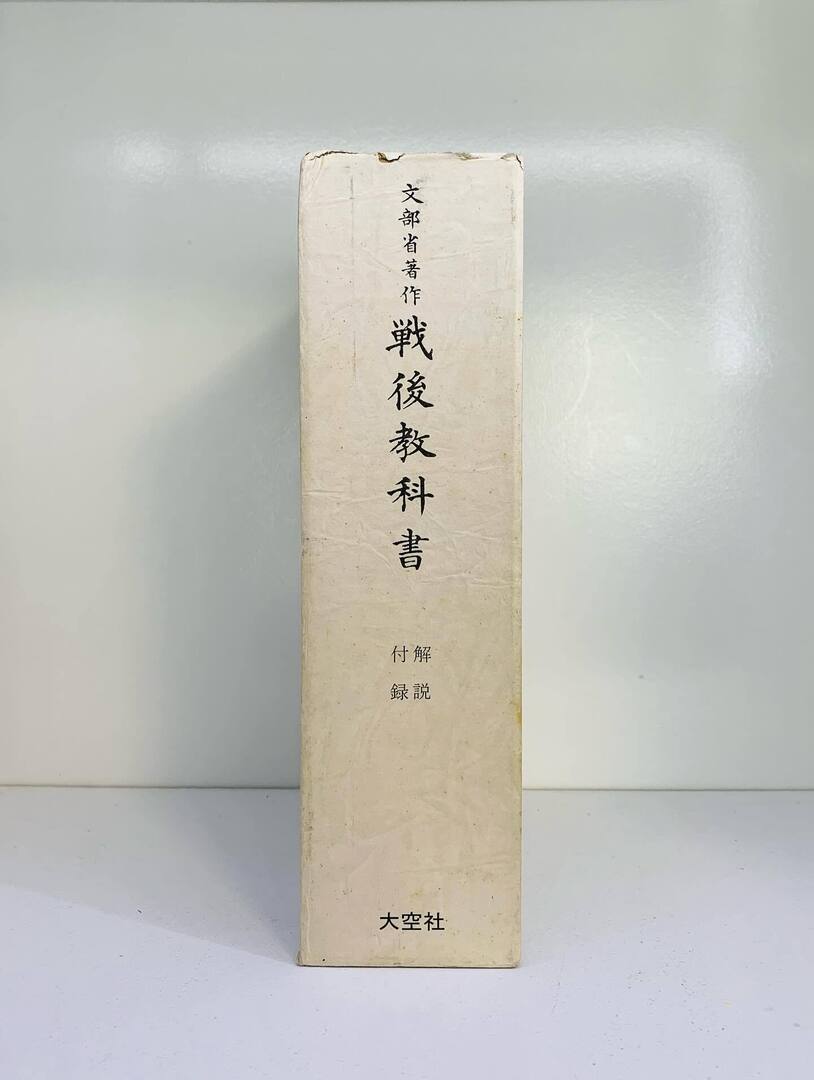 文部省著作
戦後教科書
解説
付録
大空社